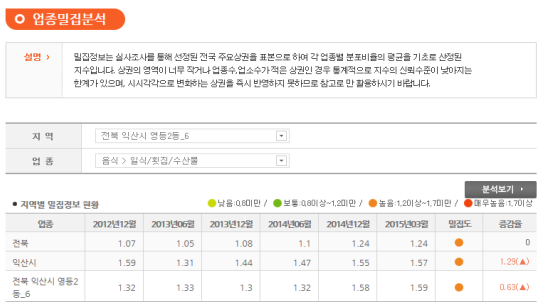 업종밀집분석
설명 › 밀집정보는 실사조사를 통해 선정된 전국 주요상권을 표본으로 하여 각 업종별 분포비율의 평균을 기초로 산정된
지수입니다. 상권의 영역이 너무 작거나 업종수,업소수가 적은 상권인 경우 통계적으로 지수의 신뢰수준이 낮아지는
한계가 있으며, 시시각각으로 변화하는 상권을 즉시 반영하지 못하므로 참고로 만 활용하시기 바랍니다.
지 역 전북 익산시 영등2동_6
업 종 음식 > 일식/횟집/수산물
분석보기 ›
• 지역별 밀집정보 현황 낮음:0,8미만 / 보통:0,8이상~1,2미만 / 높음:1,2이상~1,7미만 / 매우높음:1,7이상
업종 2012년12월 2013년06월 2013년12월 2014년06월 2014년12월 2015년03월 밀집도 증감율
전북 1.07 1.05 1.08 1.1 1.24 1.24 0
익산시 1.59 1.31 1.44 1.47 1.55 1.57 1.29(▲)
전북 익산시 영등2
동_6 1.32 1.33 1.3 1.32 1.58 1.59 0.63(▲)